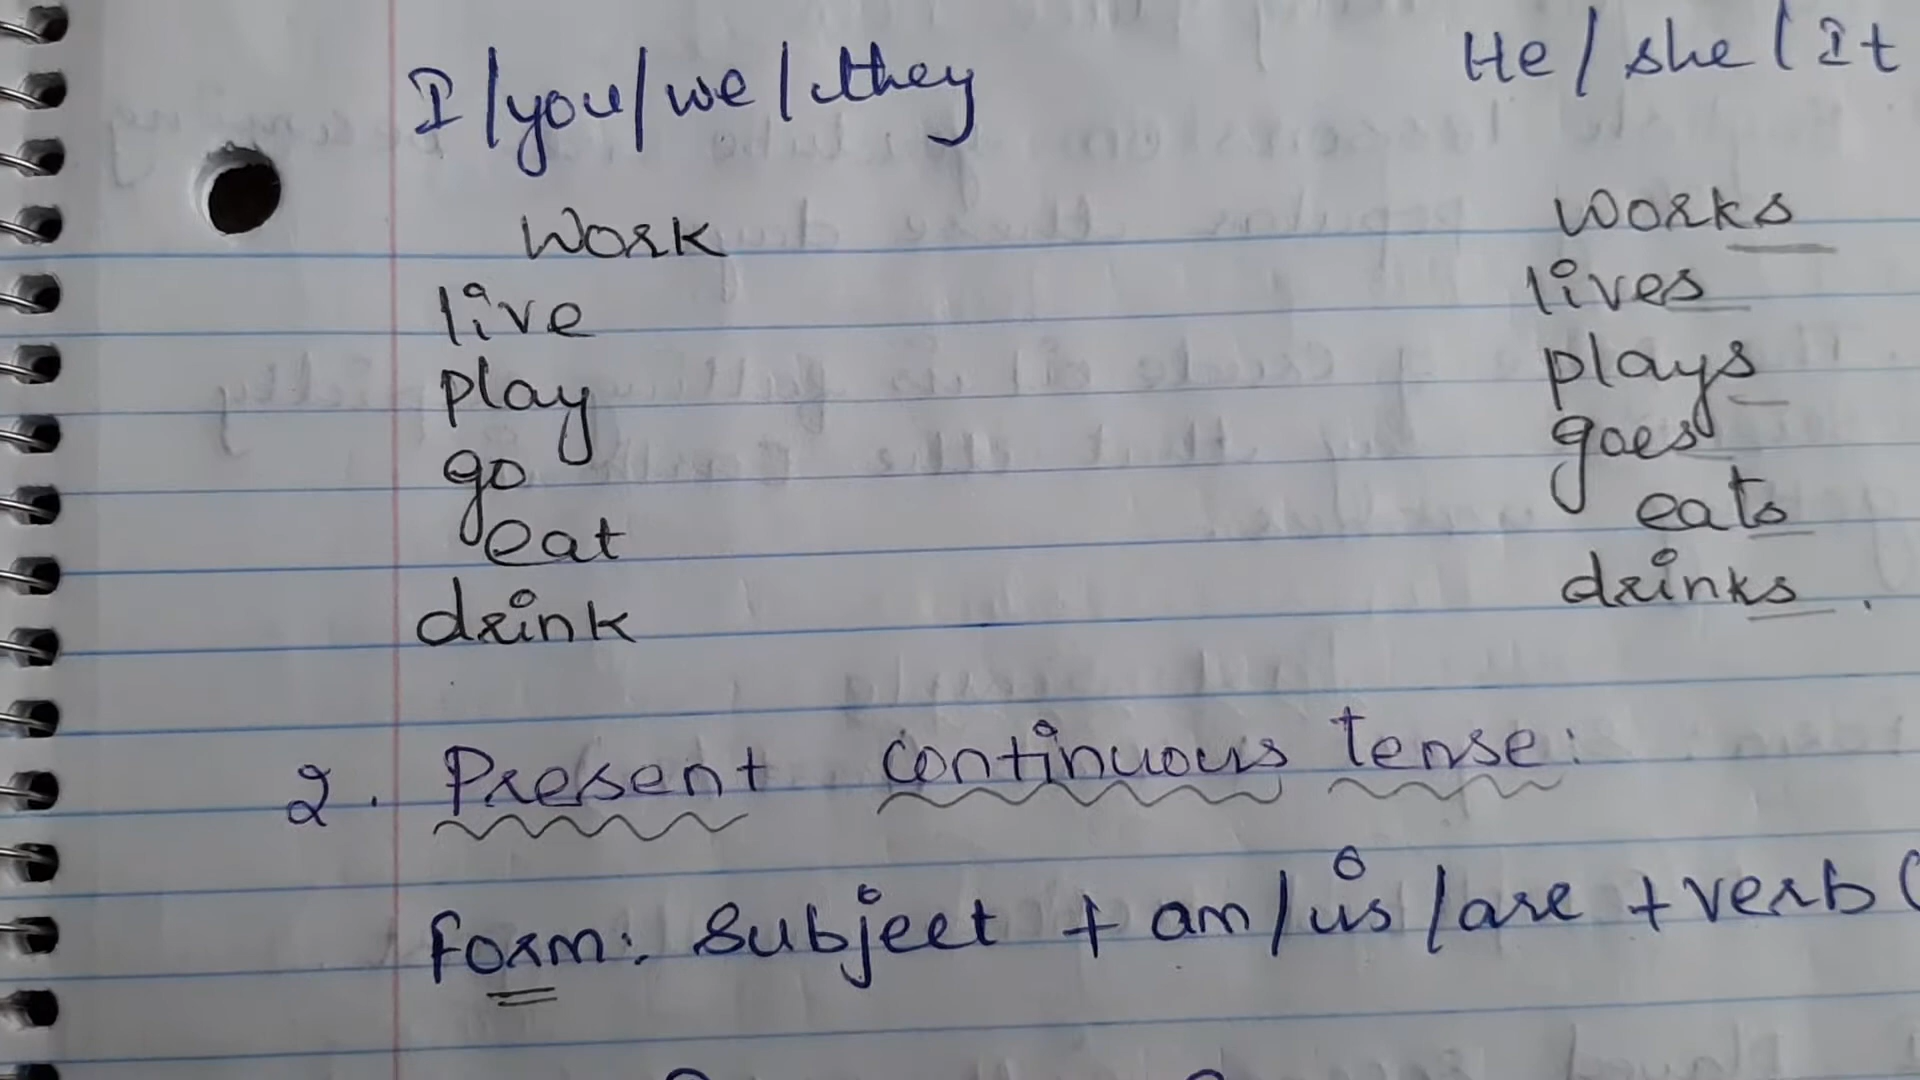 I/you/we/they He/she/It
Work works
live lives
play plays
go goes
eat eats
drink drinks.
2. Present continuous tense:
Form: Subject + am/is/are + verb (